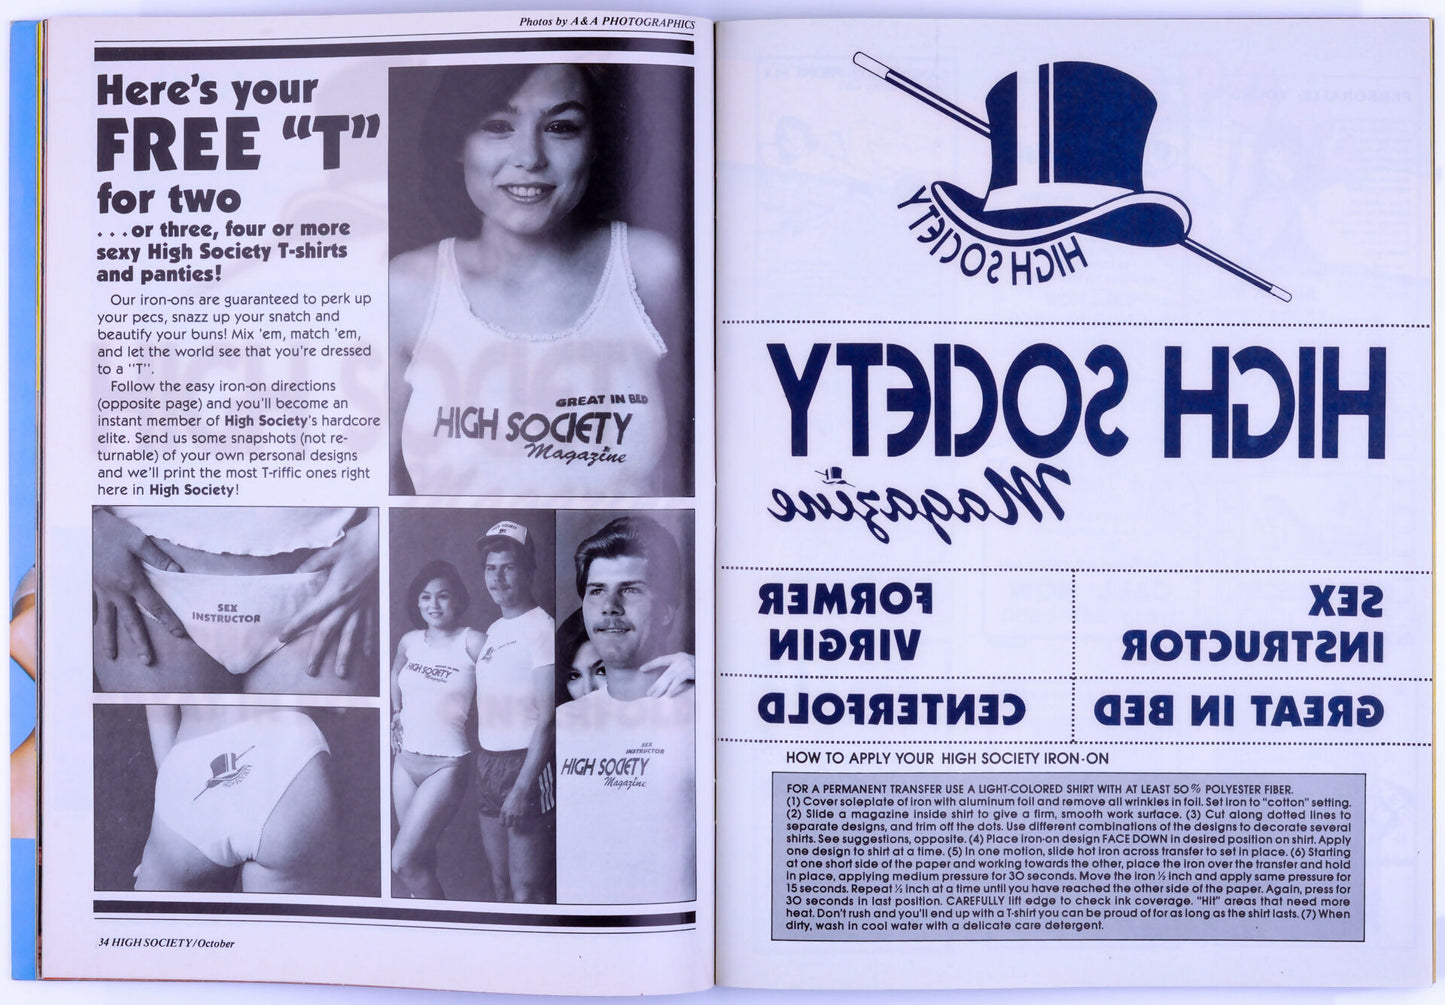 Photos by A & A PHOTOGRAPHICS
Here's your
FREE "T"
for two
. . . or three, four or more
sexy High Society T-shirts
and panties!
Our iron-ons are guaranteed to perk up
your pecs, snazz up your snatch and
beautify your buns! Mix 'em, match 'em,
and let the world see that you're dressed
to a "T".
Follow the easy iron-on directions
(opposite page) and you'll become an
instant member of High Society's hardcore
elite. Send us some snapshots (not re-
turnable) of your own personal designs
and we'll print the most T-riffic ones right
here in High Society!
GREAT IN BED
HIGH SOCIETY
Magazine
SEX
INSTRUCTOR
HIGH SOCIETY
HIGH SOCIETY
Magazine
SEX
INSTRUCTOR
HIGH SOCIETY
Magazine
34 HIGH SOCIETY/October
HIGH SOCIETY
HIGH SOCIETY
Magazine
FORMER
VIRGIN
SEX
INSTRUCTOR
CENTERFOLD
GREAT IN BED
HOW TO APPLY YOUR HIGH SOCIETY IRON-ON
FOR A PERMANENT TRANSFER USE A LIGHT-COLORED SHIRT WITH AT LEAST 50% POLYESTER FIBER.
(1) Cover soleplate of iron with aluminum foil and remove all wrinkles in foil. Set iron to "cotton" setting.
(2) Slide a magazine inside shirt to give a firm, smooth work surface. (3) Cut along dotted lines to
separate designs, and trim off the dots. Use different combinations of the designs to decorate several
shirts. See suggestions, opposite. (4) Place iron-on design FACE DOWN in desired position on shirt. Apply
one design to shirt at a time. (5) In one motion, slide hot iron across transfer to set in place. (6) Starting
at one short side of the paper and working towards the other, place the iron over the transfer and hold
in place, applying medium pressure for 30 seconds. Move the iron ½ inch and apply same pressure for
15 seconds. Repeat ½ inch at a time until you have reached the other side of the paper. Again, press for
30 seconds in last position. CAREFULLY lift edge to check ink coverage. "Hit" areas that need more
heat. Don't rush and you'll end up with a T-shirt you can be proud of for as long as the shirt lasts. (7) When
dirty, wash in cool water with a delicate care detergent.